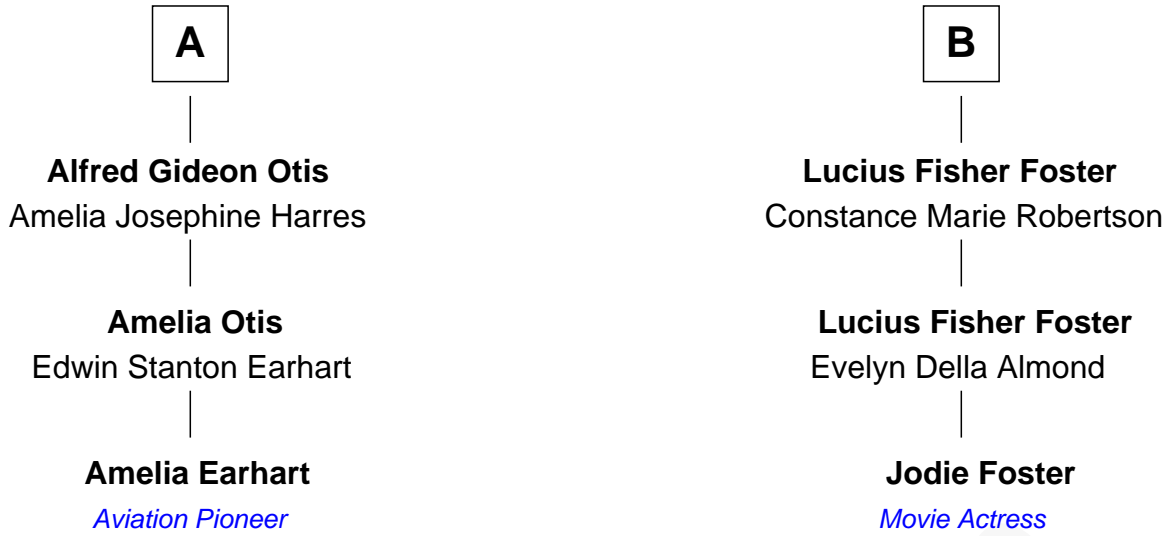 A
Alfred Gideon Otis
Amelia Josephine Harres
Amelia Otis
Edwin Stanton Earhart
Amelia Earhart
Aviation Pioneer
B
Lucius Fisher Foster
Constance Marie Robertson
Lucius Fisher Foster
Evelyn Della Almond
Jodie Foster
Movie Actress